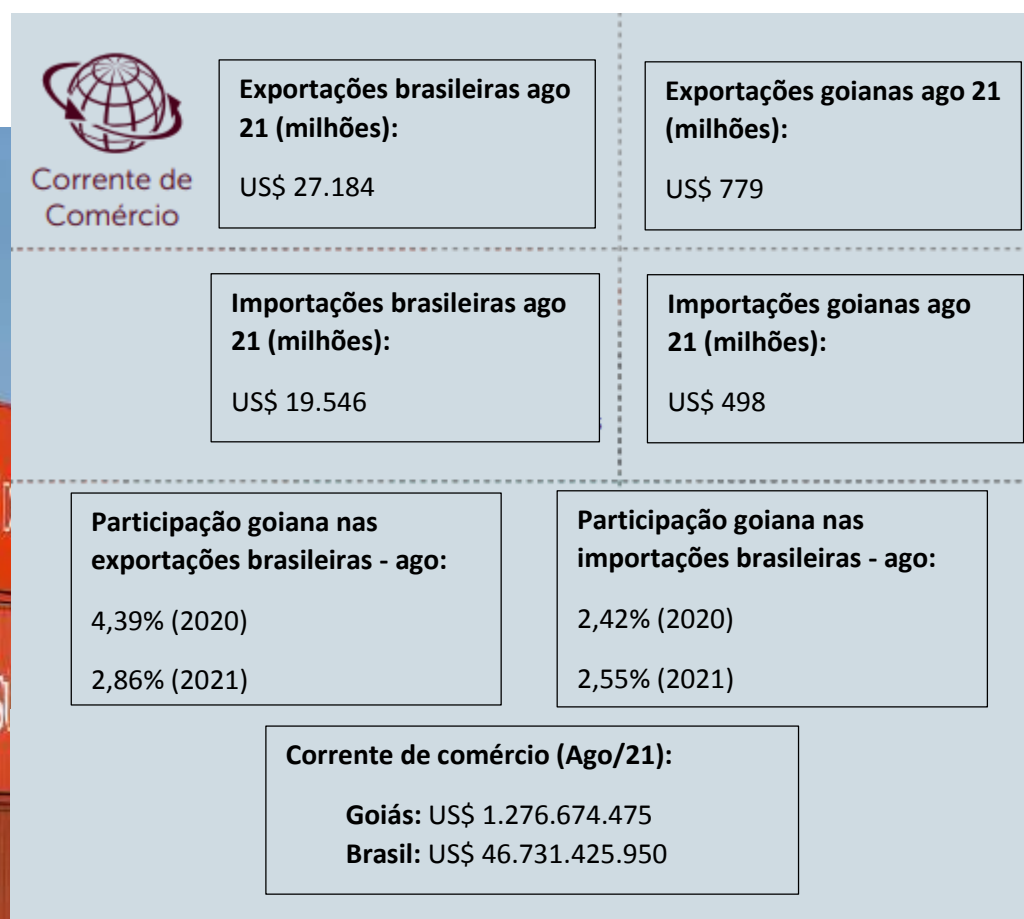 Corrente de
Comércio
Exportações brasileiras ago
21 (milhões):
US$ 27.184
Exportações goianas ago 21
(milhões):
US$ 779
Importações brasileiras ago
21 (milhões):
US$ 19.546
Importações goianas ago
21 (milhões):
US$ 498
Participação goiana nas
exportações brasileiras - ago:
4,39% (2020)
2,86% (2021)
Participação goiana nas
importações brasileiras - ago:
2,42% (2020)
2,55% (2021)
Corrente de comércio (Ago/21):
Goiás: US$ 1.276.674.475
Brasil: US$ 46.731.425.950